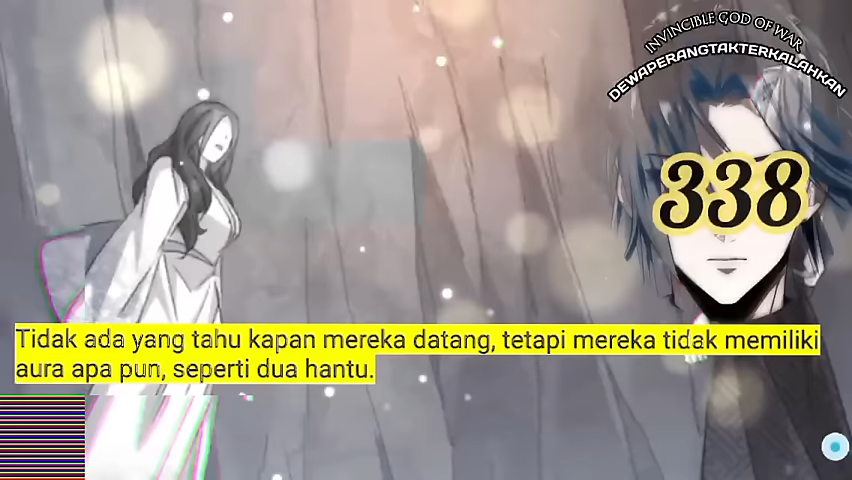 INVINCIBLE GOD OF WAR
DEWAPERANGTAKTERKALAHKAN
338
Tidak ada yang tahu kapan mereka datang, tetapi mereka tidak memiliki
aura apa pun, seperti dua hantu.